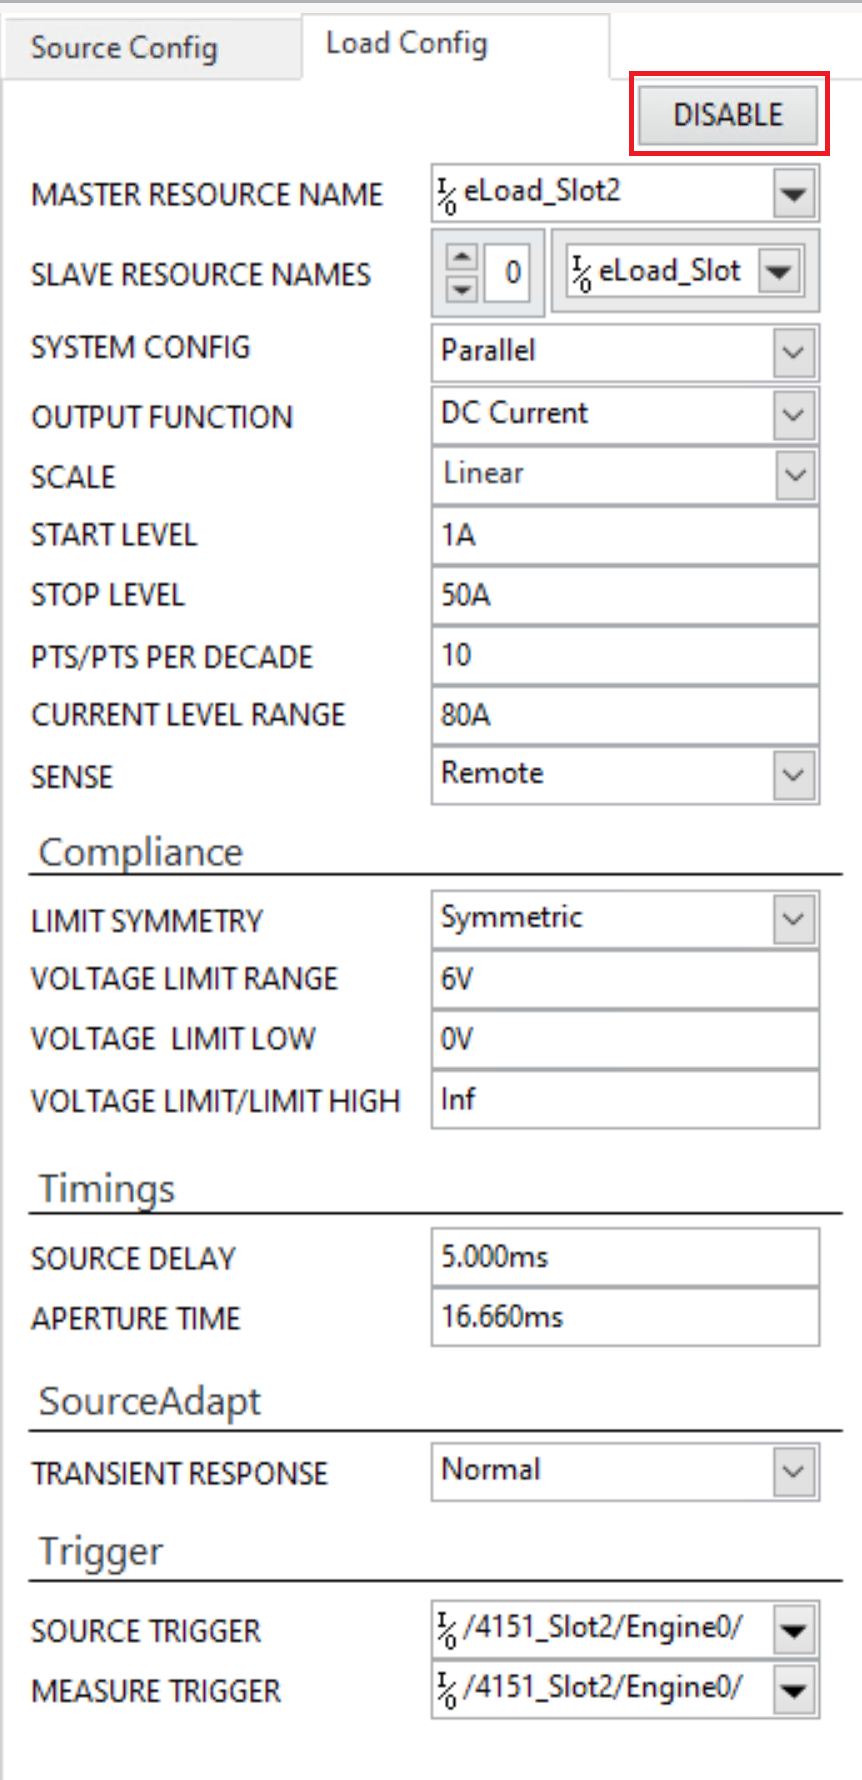 Source Config Load Config
DISABLE
MASTER RESOURCE NAME eLoad_Slot2
SLAVE RESOURCE NAMES 0 eLoad_Slot
SYSTEM CONFIG Parallel
OUTPUT FUNCTION DC Current
SCALE Linear
START LEVEL 1A
STOP LEVEL 50A
PTS/PTS PER DECADE 10
CURRENT LEVEL RANGE 80A
SENSE Remote
Compliance
LIMIT SYMMETRY Symmetric
VOLTAGE LIMIT RANGE 6V
VOLTAGE  LIMIT LOW 0V
VOLTAGE LIMIT/LIMIT HIGH Inf
Timings
SOURCE DELAY 5.000ms
APERTURE TIME 16.660ms
SourceAdapt
TRANSIENT RESPONSE Normal
Trigger
SOURCE TRIGGER /4151_Slot2/Engine0/
MEASURE TRIGGER /4151_Slot2/Engine0/